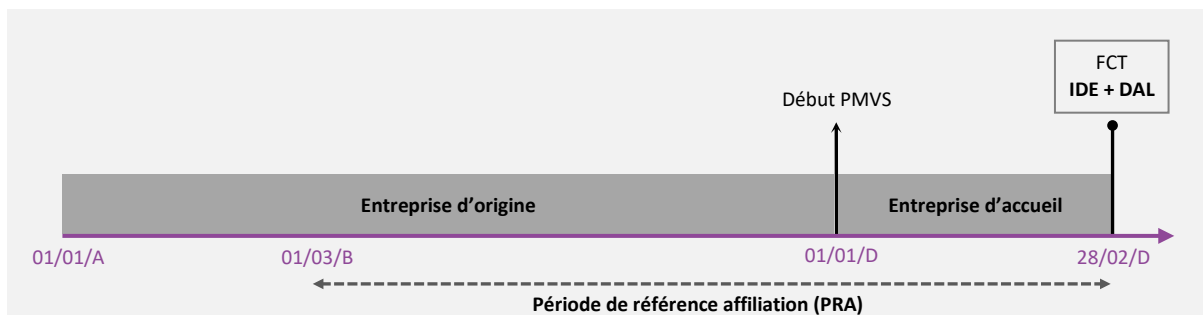 FCT
IDE + DAL
Début PMVS
Entreprise d’origine
Entreprise d’accueil
01/01/A
01/03/B
01/01/D
28/02/D
Période de référence affiliation (PRA)